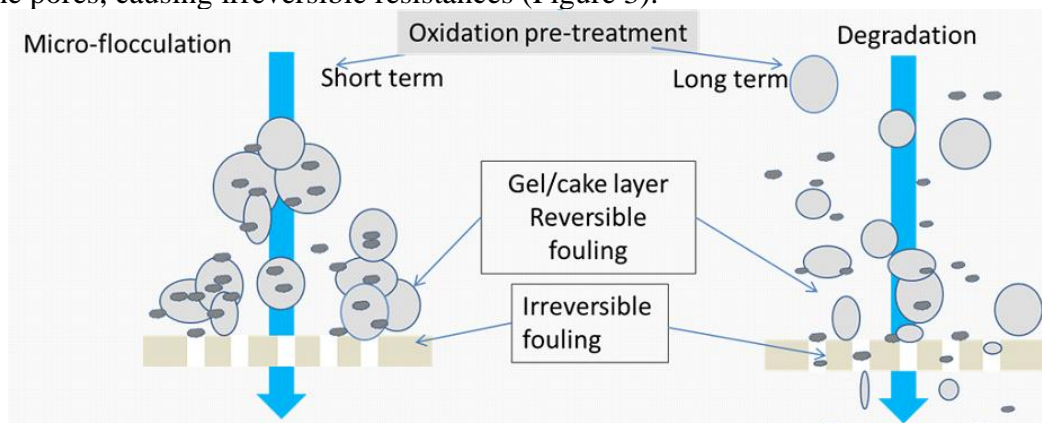 pores, causing irreversible resistances (Figure 3).
Micro-flocculation
Oxidation pre-treatment
Degradation
Short term
Long term
Gel/cake layer
Reversible
fouling
Irreversible
fouling